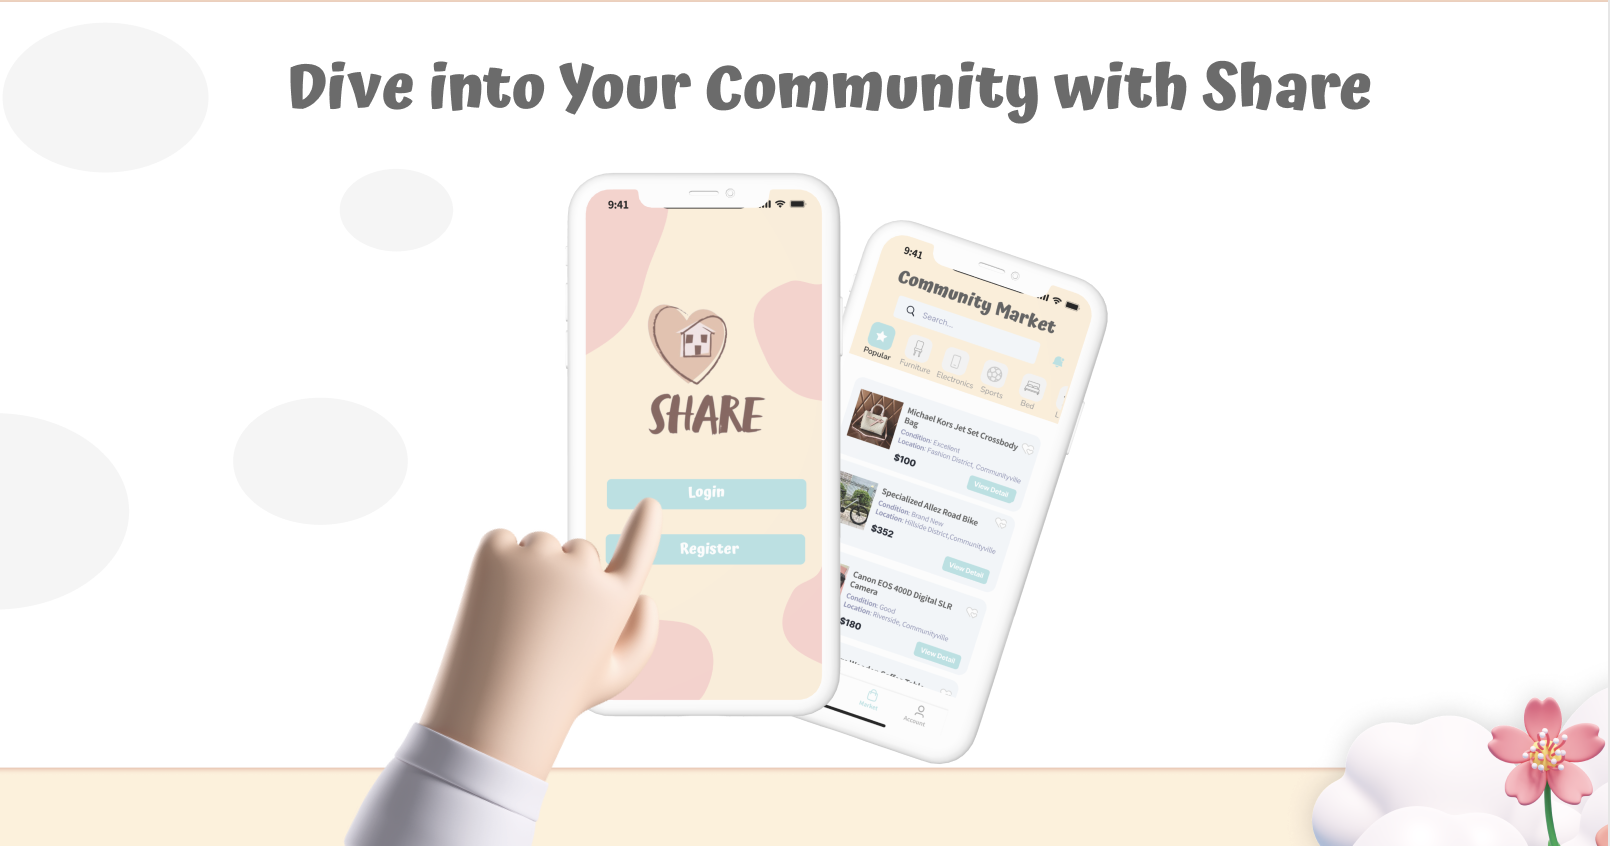 Dive into Your Community with Share
9:41
SHARE
Login
Register
9:41
Community Market
Search...
Popular
Furniture
Electronics
Sports
Bed
L
Michael Kors Jet Set Crossbody
Bag
Condition: Excellent
Location: Fashion District, Communityville
$100
View Detail
Specialized Allez Road Bike
Condition: Brand New
Location: Hillside District,Communityville
$352
View Detail
Canon EOS 400D Digital SLR
Camera
Condition: Good
Location: Riverside, Communityville
$180
View Detail
Market
Account